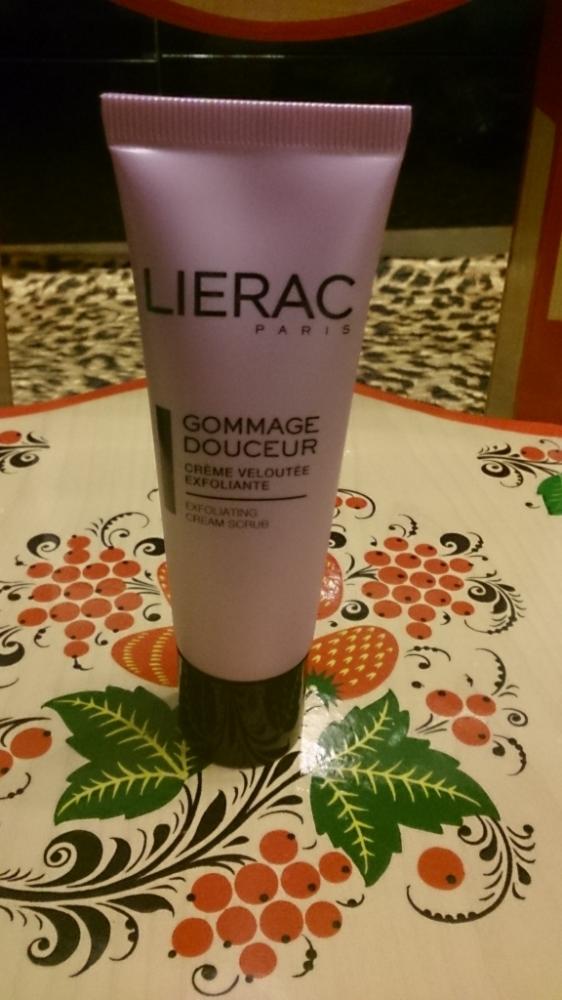 LIERAC
PARIS
GOMMAGE
DOUCEUR
CRÈME VELOUTÉE
EXFOLIANTE
EXFOLIATING
CREAM SCRUB